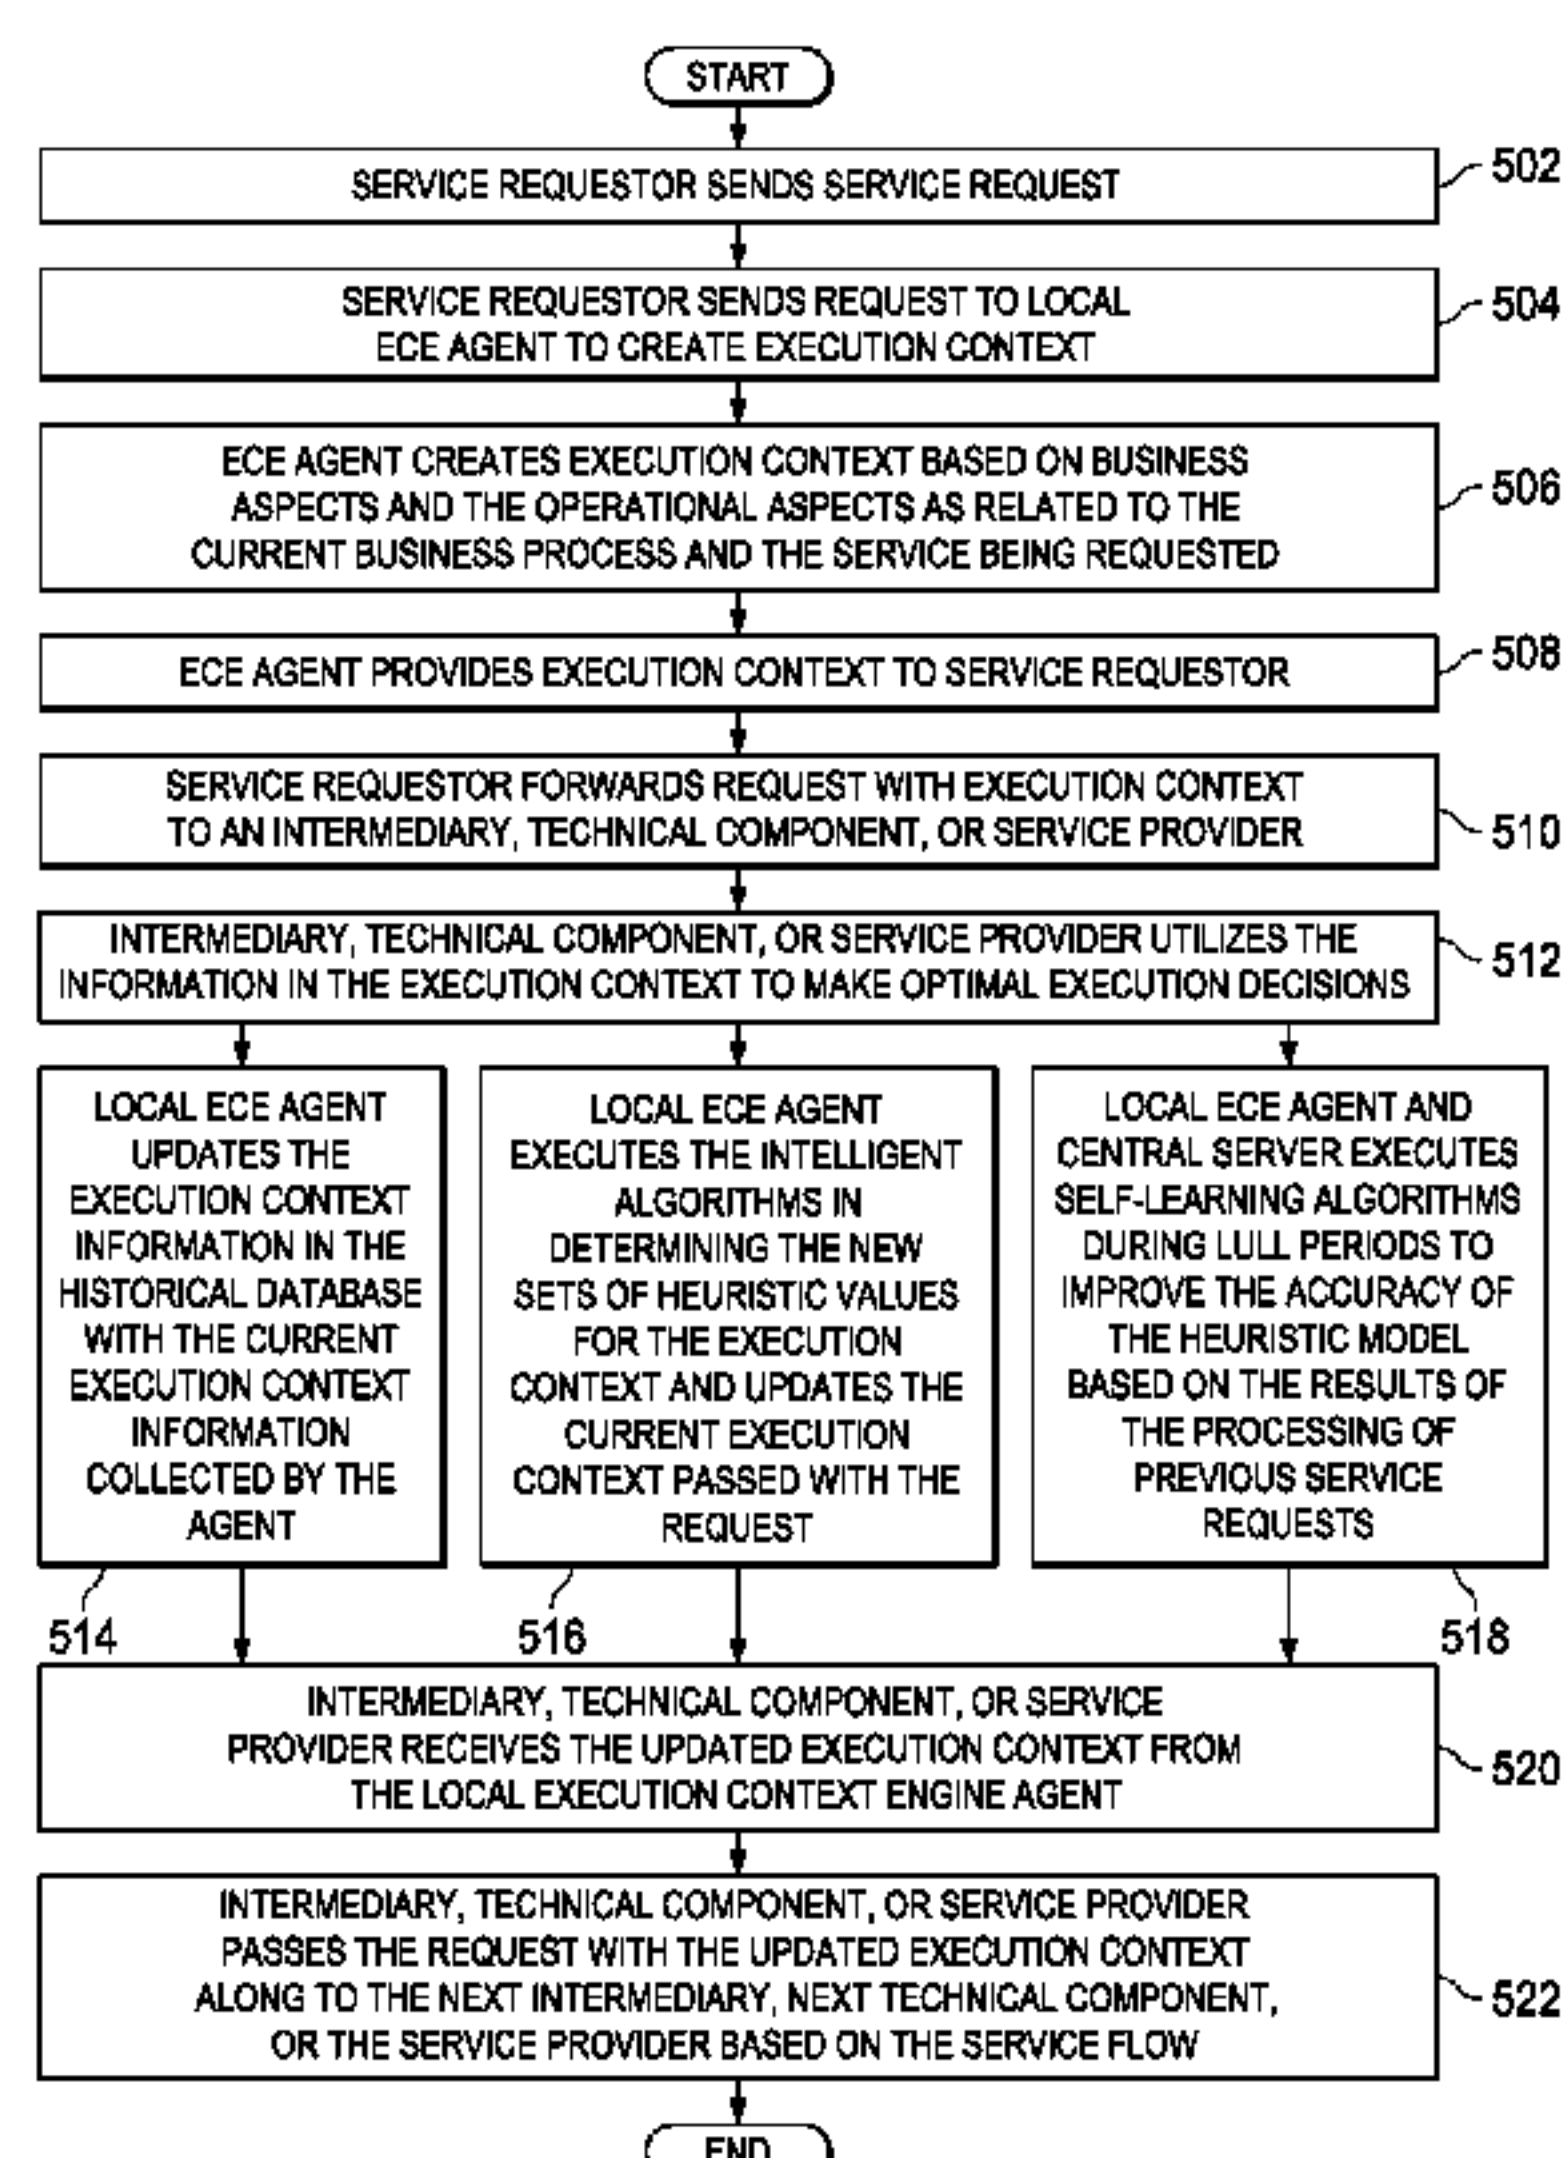 START
SERVICE REQUESTOR SENDS SERVICE REQUEST
502
SERVICE REQUESTOR SENDS REQUEST TO LOCAL
ECE AGENT TO CREATE EXECUTION CONTEXT
504
ECE AGENT CREATES EXECUTION CONTEXT BASED ON BUSINESS
ASPECTS AND THE OPERATIONAL ASPECTS AS RELATED TO THE
CURRENT BUSINESS PROCESS AND THE SERVICE BEING REQUESTED
506
ECE AGENT PROVIDES EXECUTION CONTEXT TO SERVICE REQUESTOR
508
SERVICE REQUESTOR FORWARDS REQUEST WITH EXECUTION CONTEXT
TO AN INTERMEDIARY, TECHNICAL COMPONENT, OR SERVICE PROVIDER
510
INTERMEDIARY, TECHNICAL COMPONENT, OR SERVICE PROVIDER UTILIZES THE
INFORMATION IN THE EXECUTION CONTEXT TO MAKE OPTIMAL EXECUTION DECISIONS
512
LOCAL ECE AGENT
UPDATES THE
EXECUTION CONTEXT
INFORMATION IN THE
HISTORICAL DATABASE
WITH THE CURRENT
EXECUTION CONTEXT
INFORMATION
COLLECTED BY THE
AGENT
514
LOCAL ECE AGENT
EXECUTES THE INTELLIGENT
ALGORITHMS IN
DETERMINING THE NEW
SETS OF HEURISTIC VALUES
FOR THE EXECUTION
CONTEXT AND UPDATES THE
CURRENT EXECUTION
CONTEXT PASSED WITH THE
REQUEST
516
LOCAL ECE AGENT AND
CENTRAL SERVER EXECUTES
SELF-LEARNING ALGORITHMS
DURING LULL PERIODS TO
IMPROVE THE ACCURACY OF
THE HEURISTIC MODEL
BASED ON THE RESULTS OF
THE PROCESSING OF
PREVIOUS SERVICE
REQUESTS
518
INTERMEDIARY, TECHNICAL COMPONENT, OR SERVICE
PROVIDER RECEIVES THE UPDATED EXECUTION CONTEXT FROM
THE LOCAL EXECUTION CONTEXT ENGINE AGENT
520
INTERMEDIARY, TECHNICAL COMPONENT, OR SERVICE PROVIDER
PASSES THE REQUEST WITH THE UPDATED EXECUTION CONTEXT
ALONG TO THE NEXT INTERMEDIARY, NEXT TECHNICAL COMPONENT,
OR THE SERVICE PROVIDER BASED ON THE SERVICE FLOW
522
END